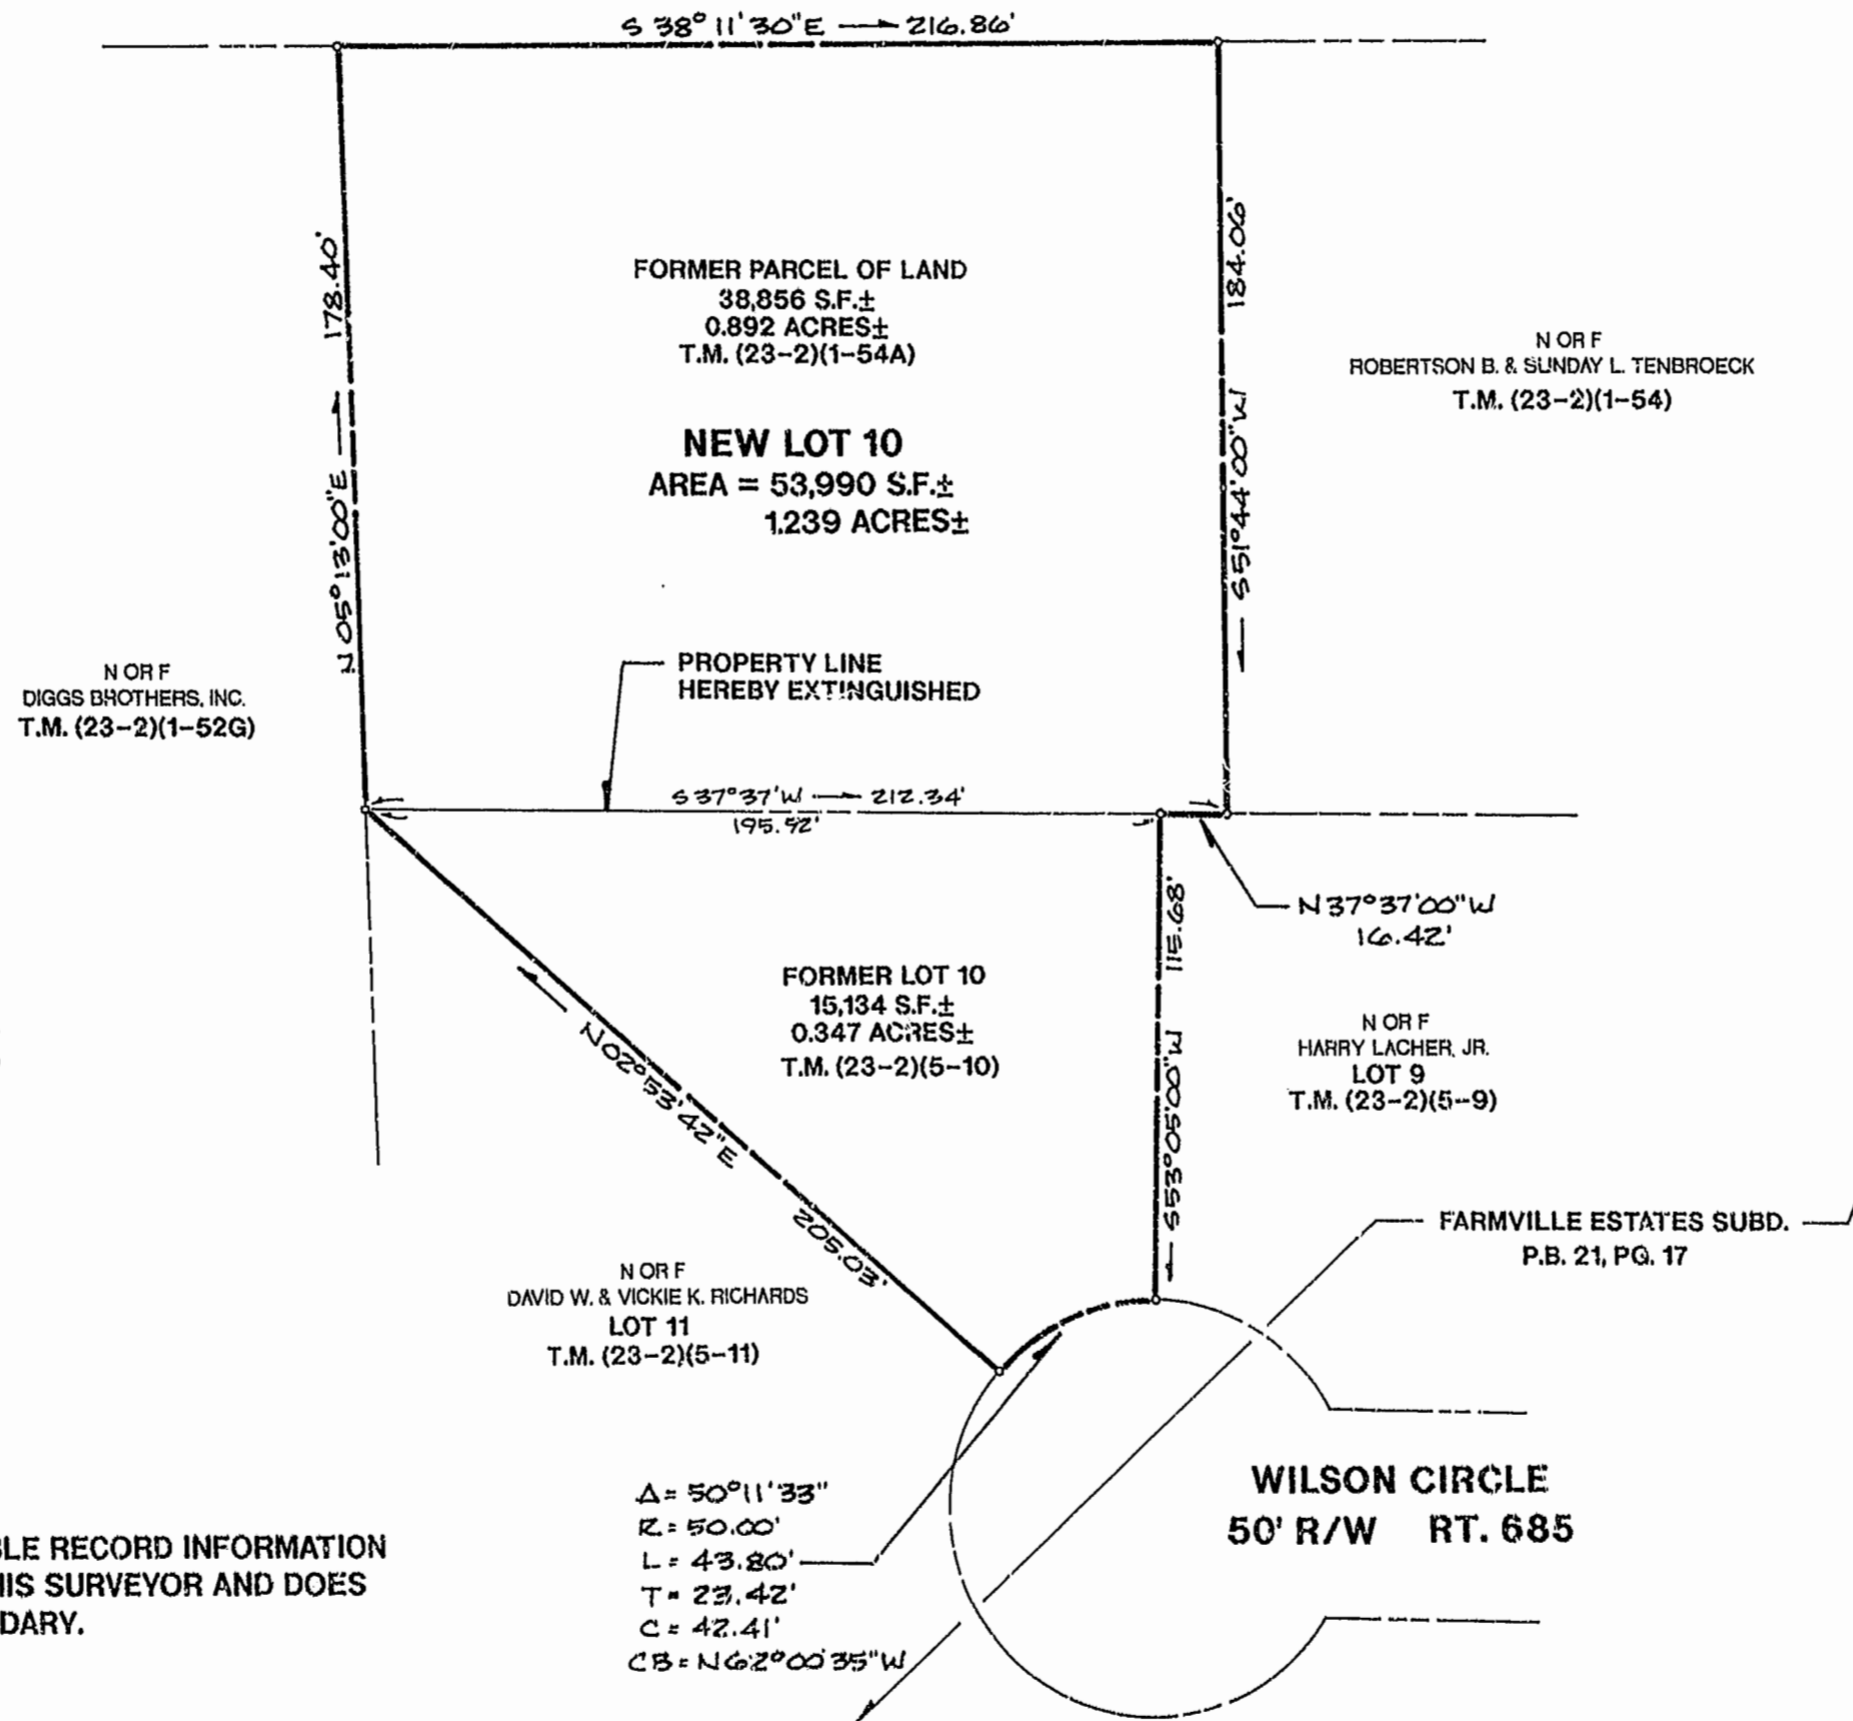 S 38° 11' 30" E 216.86'
178.40'
N 05° 13' 00" E
184.06'
S 51° 44' 00" W
FORMER PARCEL OF LAND
38,856 S.F.±
0.892 ACRES±
T.M. (23-2)(1-54A)
NEW LOT 10
AREA = 53,990 S.F.±
1.239 ACRES±
N OR F
ROBERTSON B. & SUNDAY L. TENBROECK
T.M. (23-2)(1-54)
N OR F
DIGGS BROTHERS, INC.
T.M. (23-2)(1-52G)
PROPERTY LINE
HEREBY EXTINGUISHED
S 37° 37' W 212.34'
195.92'
N 37° 37' 00" W
16.42'
115.68'
S 53° 05' 00" W
FORMER LOT 10
15,134 S.F.±
0.347 ACRES±
T.M. (23-2)(5-10)
N OR F
HARRY LACHER, JR.
LOT 9
T.M. (23-2)(5-9)
N 02° 53' 42" E
205.03'
FARMVILLE ESTATES SUBD.
P.B. 21, PG. 17
N OR F
DAVID W. & VICKIE K. RICHARDS
LOT 11
T.M. (23-2)(5-11)
Δ = 50° 11' 33"
R = 50.00'
L = 43.80'
T = 23.42'
C = 42.41'
CB = N 62° 00' 35" W
WILSON CIRCLE
50' R/W RT. 685
RECORD INFORMATION
SURVEYOR AND DOES